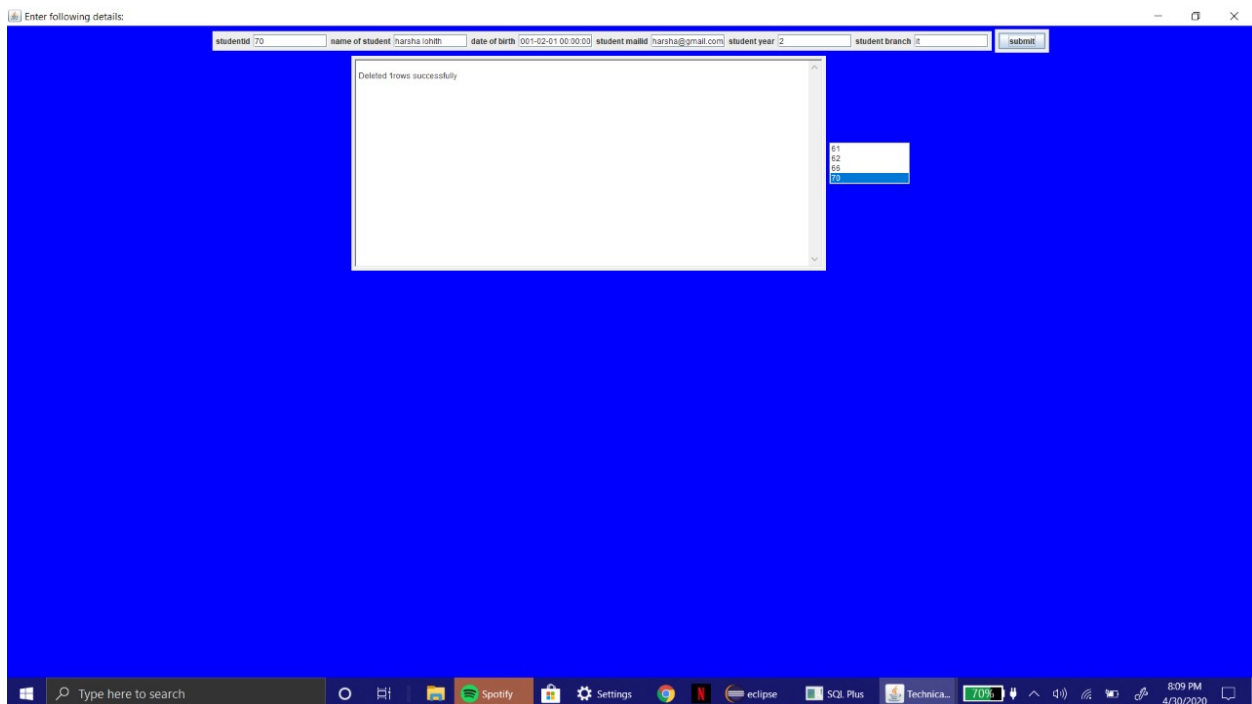 Enter following details:
studentid 70 name of student harsha lohith date of birth 001-02-01 00:00:00 student mailid harsha@gmail.com student year 2 student branch it submit
Deleted 1rows successfully
61
62
66
70
Type here to search Spotify Settings N eclipse SQL Plus Technica... 70% 8:09 PM
4/30/2020